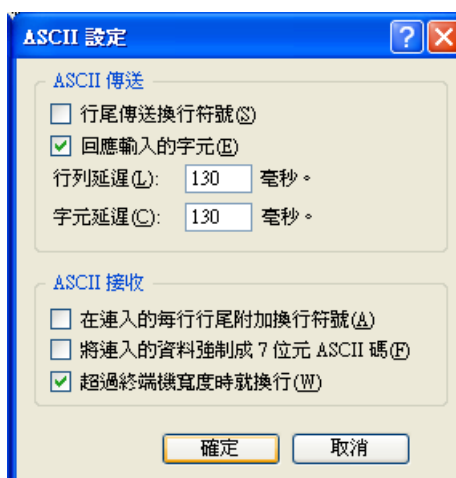 ASCII 設定
ASCII 傳送
行尾傳送換行符號(S)
回應輸入的字元(E)
行列延遲(L): 130 毫秒。
字元延遲(C): 130 毫秒。
ASCII 接收
在連入的每行行尾附加換行符號(A)
將連入的資料強制成 7 位元 ASCII 碼(F)
超過終端機寬度時就換行(W)
確定 取消